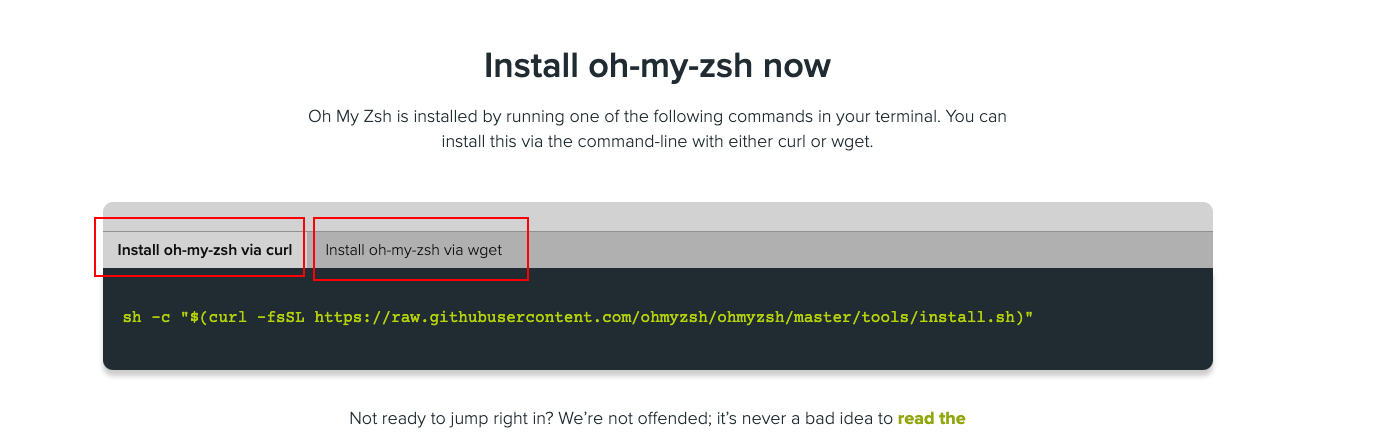 Install oh-my-zsh now
Oh My Zsh is installed by running one of the following commands in your terminal. You can
install this via the command-line with either curl or wget.
Install oh-my-zsh via curl Install oh-my-zsh via wget
sh -c "$(curl -fsSL https://raw.githubusercontent.com/ohmyzsh/ohmyzsh/master/tools/install.sh)"
Not ready to jump right in? We’re not offended; it’s never a bad idea to read the